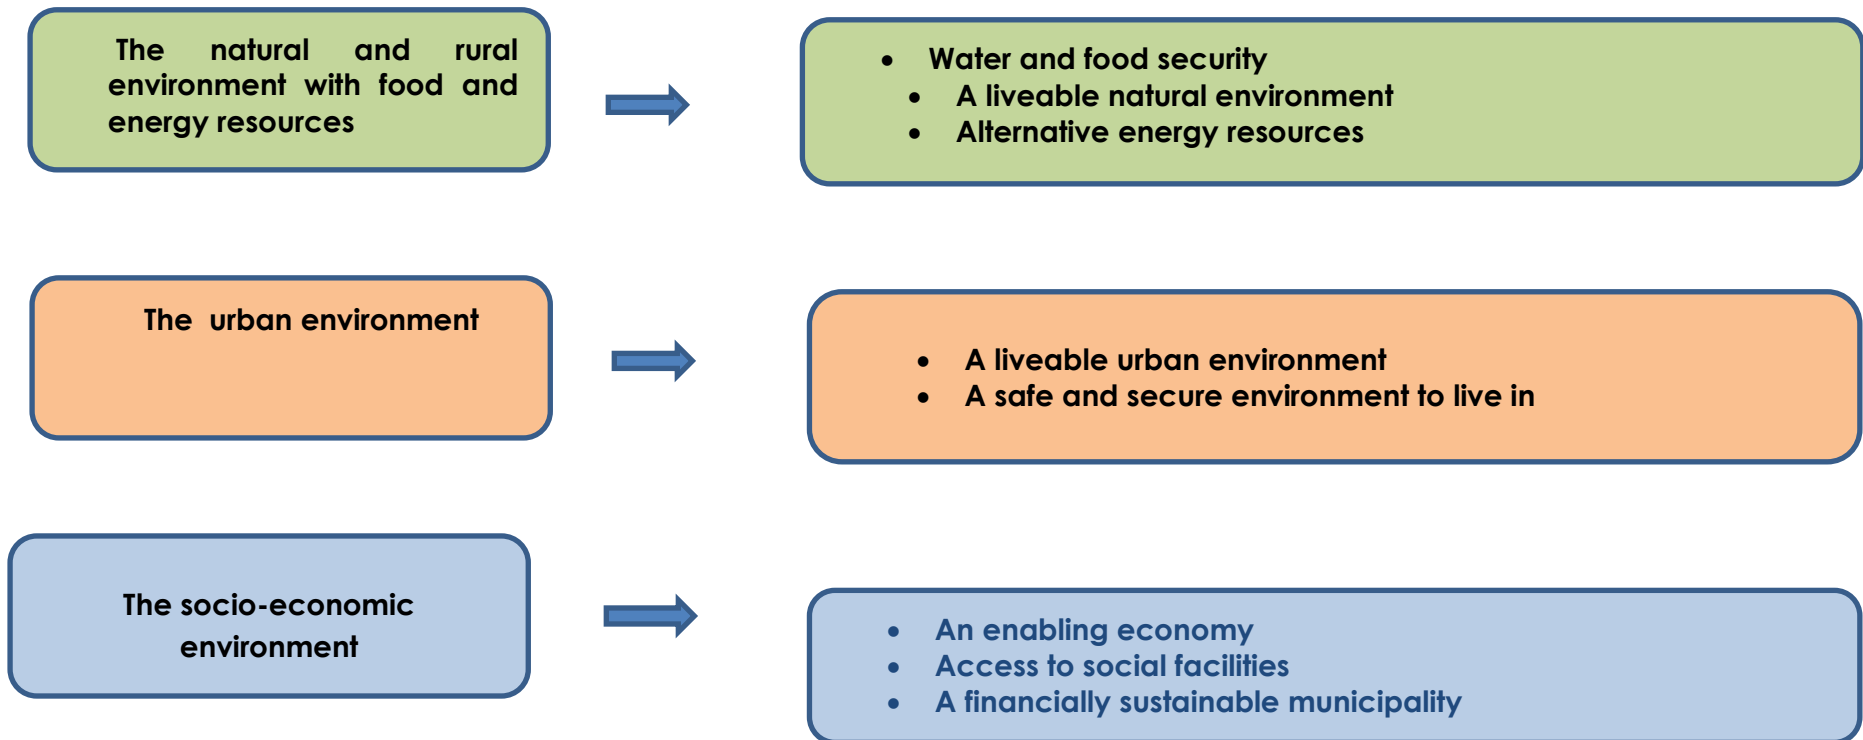 The natural and rural
environment with food and
energy resources
• Water and food security
• A liveable natural environment
• Alternative energy resources
The urban environment
• A liveable urban environment
• A safe and secure environment to live in
The socio-economic
environment
• An enabling economy
• Access to social facilities
• A financially sustainable municipality